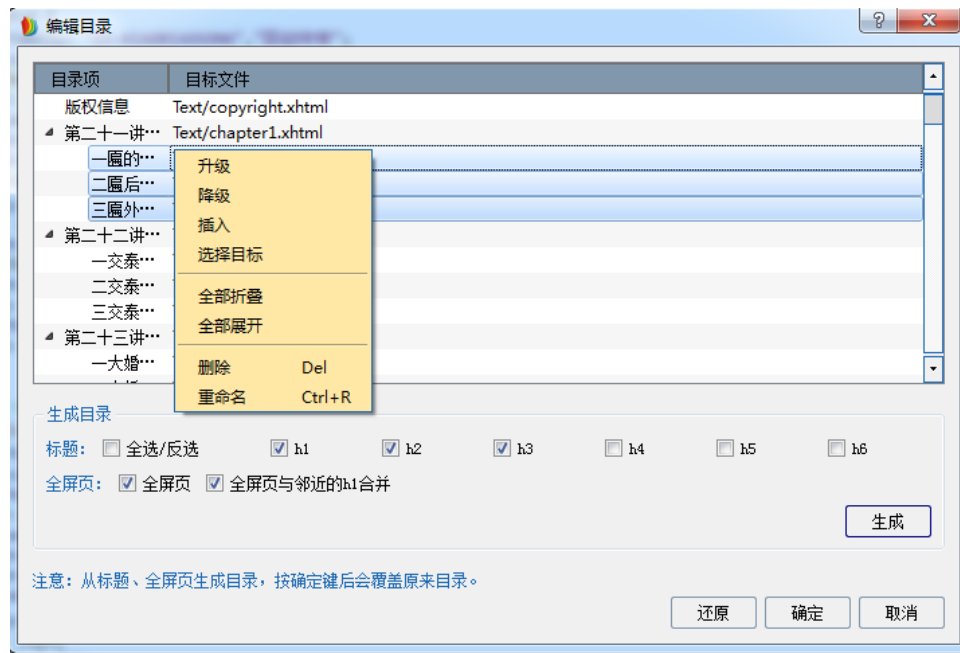 编辑目录
目录项 目标文件
版权信息 Text/copyright.xhtml
第二十一讲… Text/chapter1.xhtml
一匾的…
二匾后…
三匾外…
第二十二讲…
一交泰…
二交泰…
三交泰…
第二十三讲…
一大婚…
升级
降级
插入
选择目标
全部折叠
全部展开
删除 Del
重命名 Ctrl+R
生成目录
标题： 全选/反选 h1 h2 h3 h4 h5 h6
全屏页： 全屏页 全屏页与邻近的h1合并
生成
注意：从标题、全屏页生成目录，按确定键后会覆盖原来目录。
还原 确定 取消